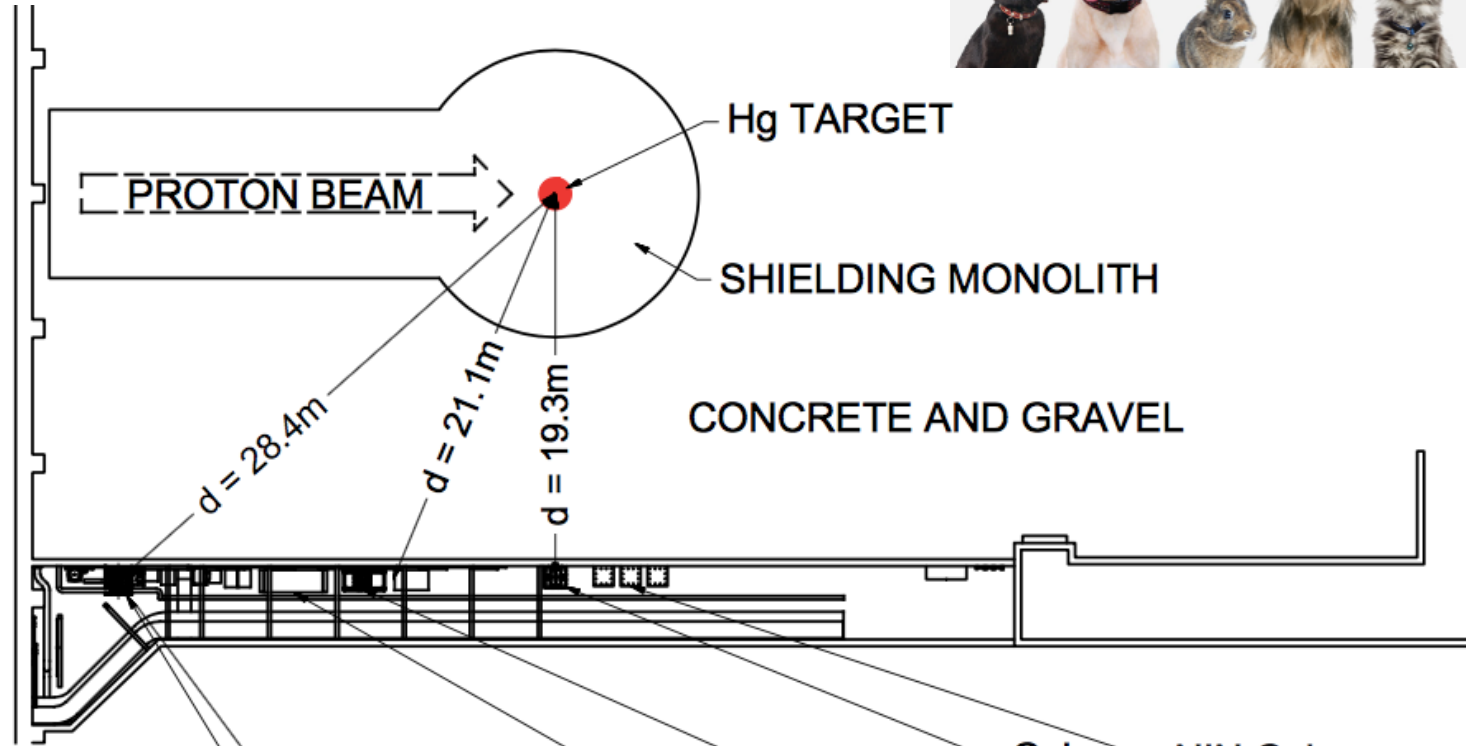 Hg TARGET
PROTON BEAM
SHIELDING MONOLITH
d = 28.4m
d = 21.1m
d = 19.3m
CONCRETE AND GRAVEL